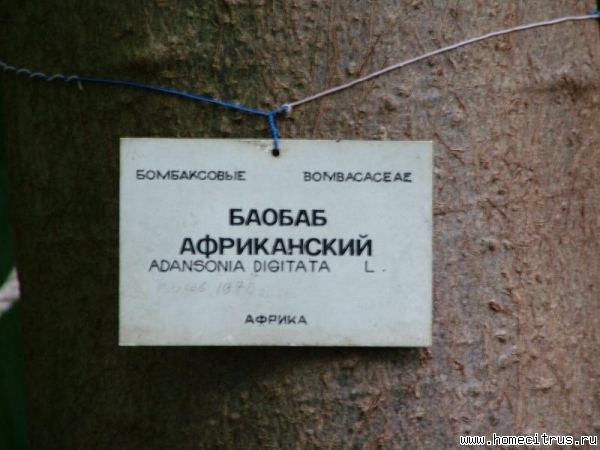 БОМБАКСОВЫЕ BOMBACACEAE
БАОБАБ
АФРИКАНСКИЙ
ADANSONIA DIGITATA L.
АФРИКА
www.homecitrus.ru